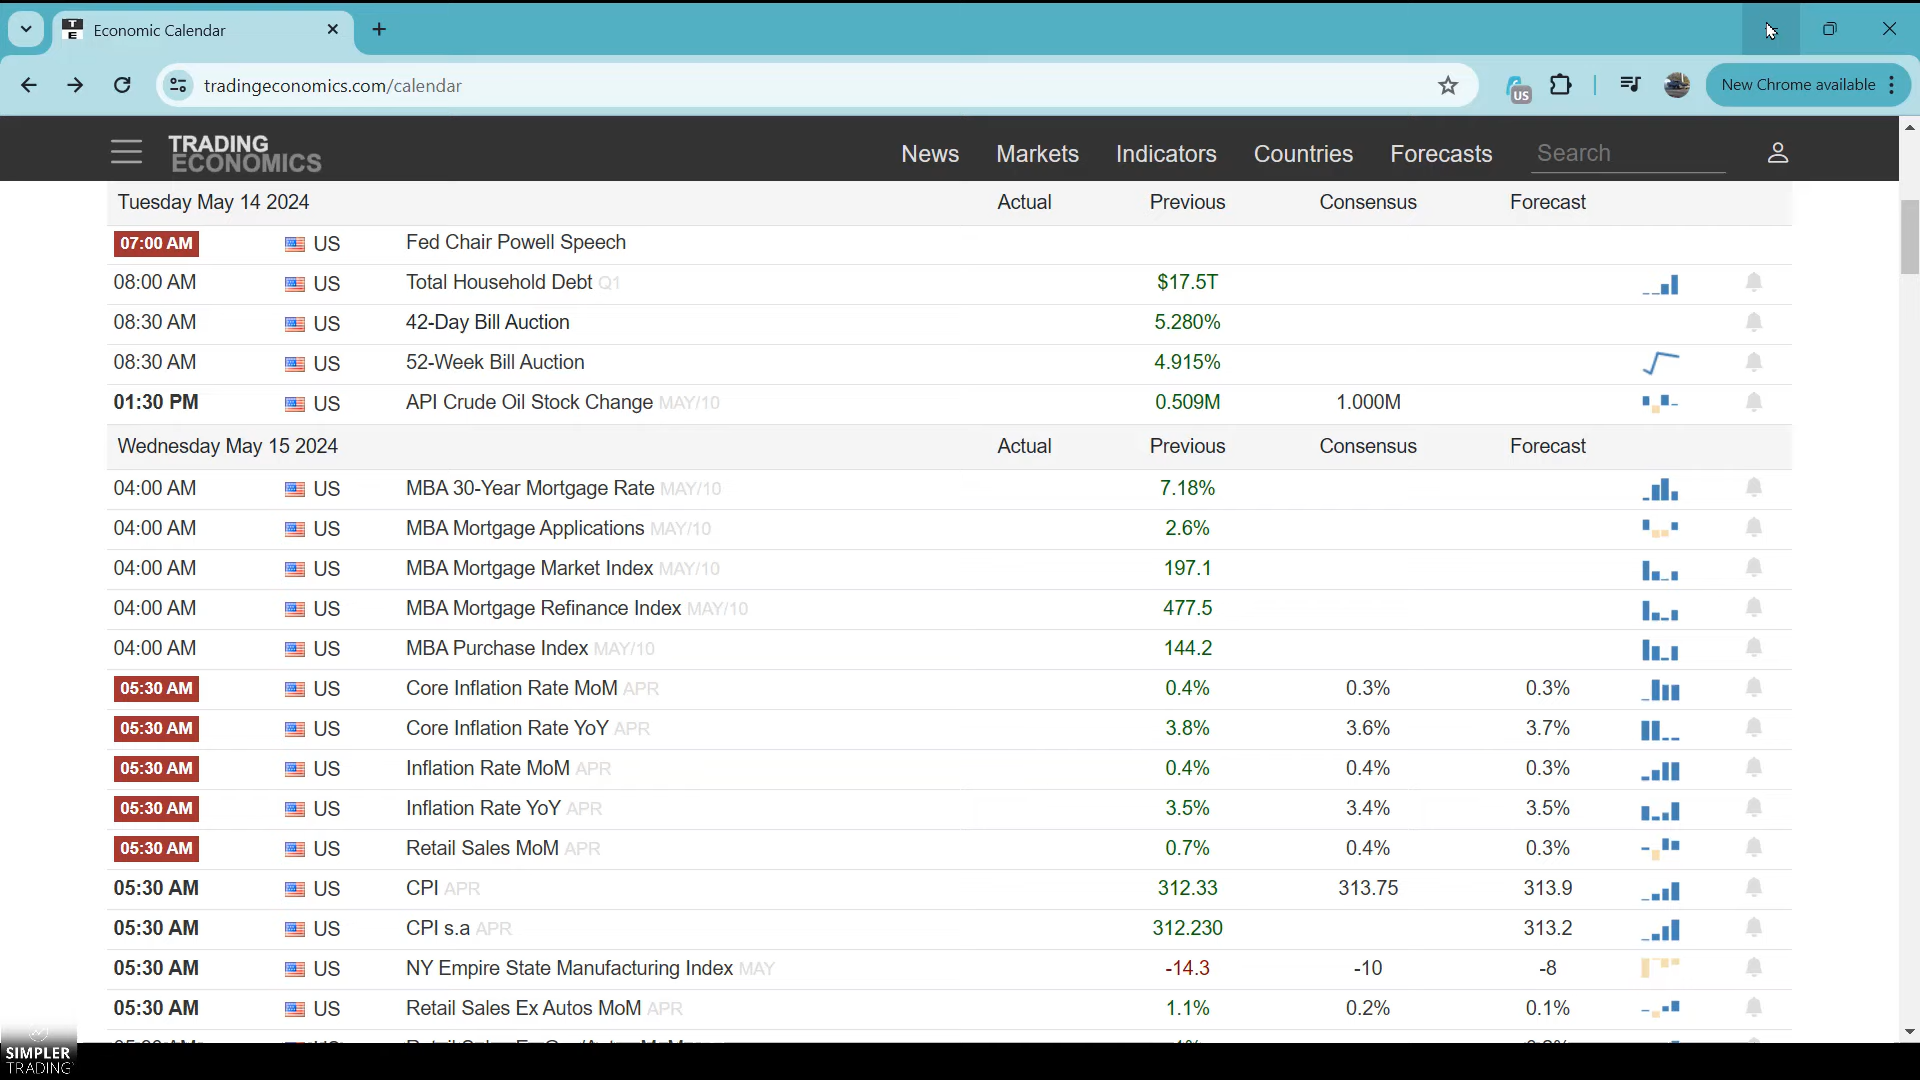 Economic Calendar
tradingeconomics.com/calendar
US
New Chrome available
TRADING
ECONOMICS
News Markets Indicators Countries Forecasts Search
Tuesday May 14 2024 Actual Previous Consensus Forecast
07:00 AM US Fed Chair Powell Speech
08:00 AM US Total Household Debt Q1 $17.5T
08:30 AM US 42-Day Bill Auction 5.280%
08:30 AM US 52-Week Bill Auction 4.915%
01:30 PM US API Crude Oil Stock Change MAY/10 0.509M 1.000M
Wednesday May 15 2024 Actual Previous Consensus Forecast
04:00 AM US MBA 30-Year Mortgage Rate MAY/10 7.18%
04:00 AM US MBA Mortgage Applications MAY/10 2.6%
04:00 AM US MBA Mortgage Market Index MAY/10 197.1
04:00 AM US MBA Mortgage Refinance Index MAY/10 477.5
04:00 AM US MBA Purchase Index MAY/10 144.2
05:30 AM US Core Inflation Rate MoM APR 0.4% 0.3% 0.3%
05:30 AM US Core Inflation Rate YoY APR 3.8% 3.6% 3.7%
05:30 AM US Inflation Rate MoM APR 0.4% 0.4% 0.3%
05:30 AM US Inflation Rate YoY APR 3.5% 3.4% 3.5%
05:30 AM US Retail Sales MoM APR 0.7% 0.4% 0.3%
05:30 AM US CPI APR 312.33 313.75 313.9
05:30 AM US CPI s.a APR 312.230 313.2
05:30 AM US NY Empire State Manufacturing Index MAY -14.3 -10 -8
05:30 AM US Retail Sales Ex Autos MoM APR 1.1% 0.2% 0.1%
SIMPLER
TRADING